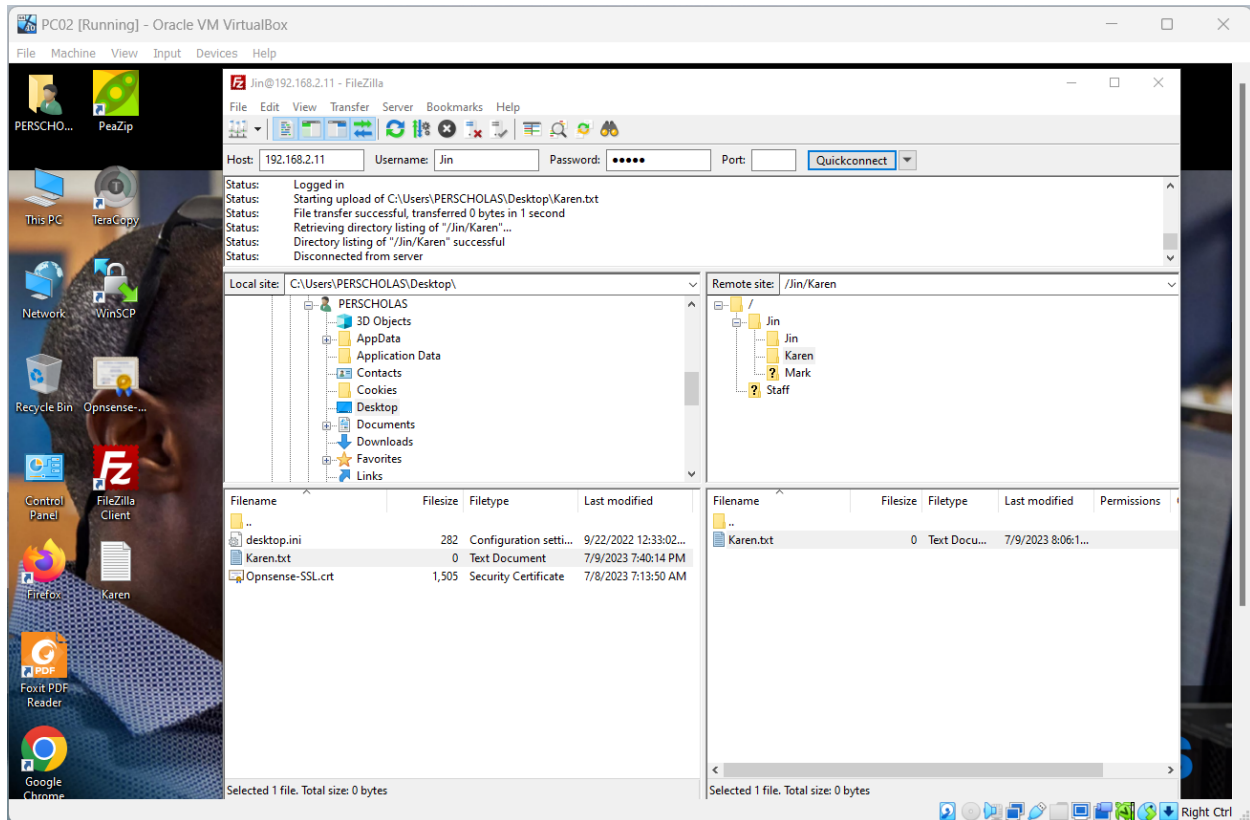 PC02 [Running] - Oracle VM VirtualBox
File Machine View Input Devices Help
PERSCHO...
PeaZip
This PC
TeraCopy
Network
WinSCP
Recycle Bin
Opnsense-...
Control Panel
FileZilla Client
Firefox
Karen
PDF
Foxit PDF Reader
Google Chrome
Jin@192.168.2.11 - FileZilla
File Edit View Transfer Server Bookmarks Help
Host: 192.168.2.11 Username: Jin Password: ●●●●● Port: Quickconnect
Status: Logged in
Status: Starting upload of C:\Users\PERSCHOLAS\Desktop\Karen.txt
Status: File transfer successful, transferred 0 bytes in 1 second
Status: Retrieving directory listing of "/Jin/Karen"...
Status: Directory listing of "/Jin/Karen" successful
Status: Disconnected from server
Local site: C:\Users\PERSCHOLAS\Desktop\
PERSCHOLAS
3D Objects
AppData
Application Data
Contacts
Cookies
Desktop
Documents
Downloads
Favorites
Links
Remote site: /Jin/Karen
/
Jin
Jin
Karen
? Mark
? Staff
Filename Filesize Filetype Last modified
..
desktop.ini 282 Configuration setti... 9/22/2022 12:33:02...
Karen.txt 0 Text Document 7/9/2023 7:40:14 PM
Opnsense-SSL.crt 1,505 Security Certificate 7/8/2023 7:13:50 AM
Selected 1 file. Total size: 0 bytes
Filename Filesize Filetype Last modified Permissions
..
Karen.txt 0 Text Docu... 7/9/2023 8:06:1...
Selected 1 file. Total size: 0 bytes
Right Ctrl